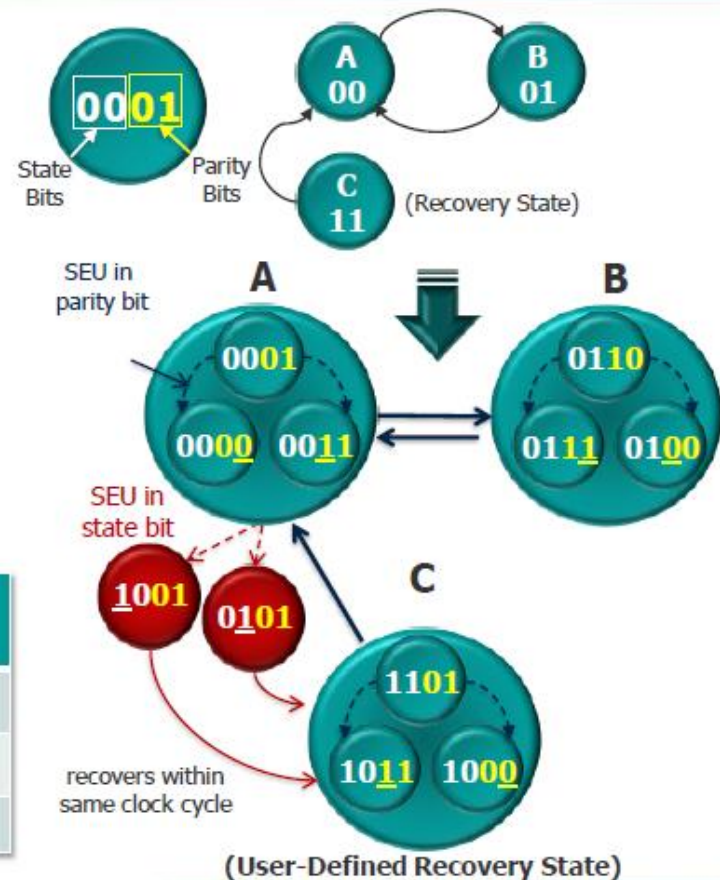 A
00
B
01
0001
State
Bits
Parity
Bits
C
11
(Recovery State)
SEU in
parity bit
A
B
0001
0000
0011
0110
0111
0100
SEU in
state bit
1001
0101
C
1101
1011
1000
recovers within
same clock cycle
(User-Defined Recovery State)